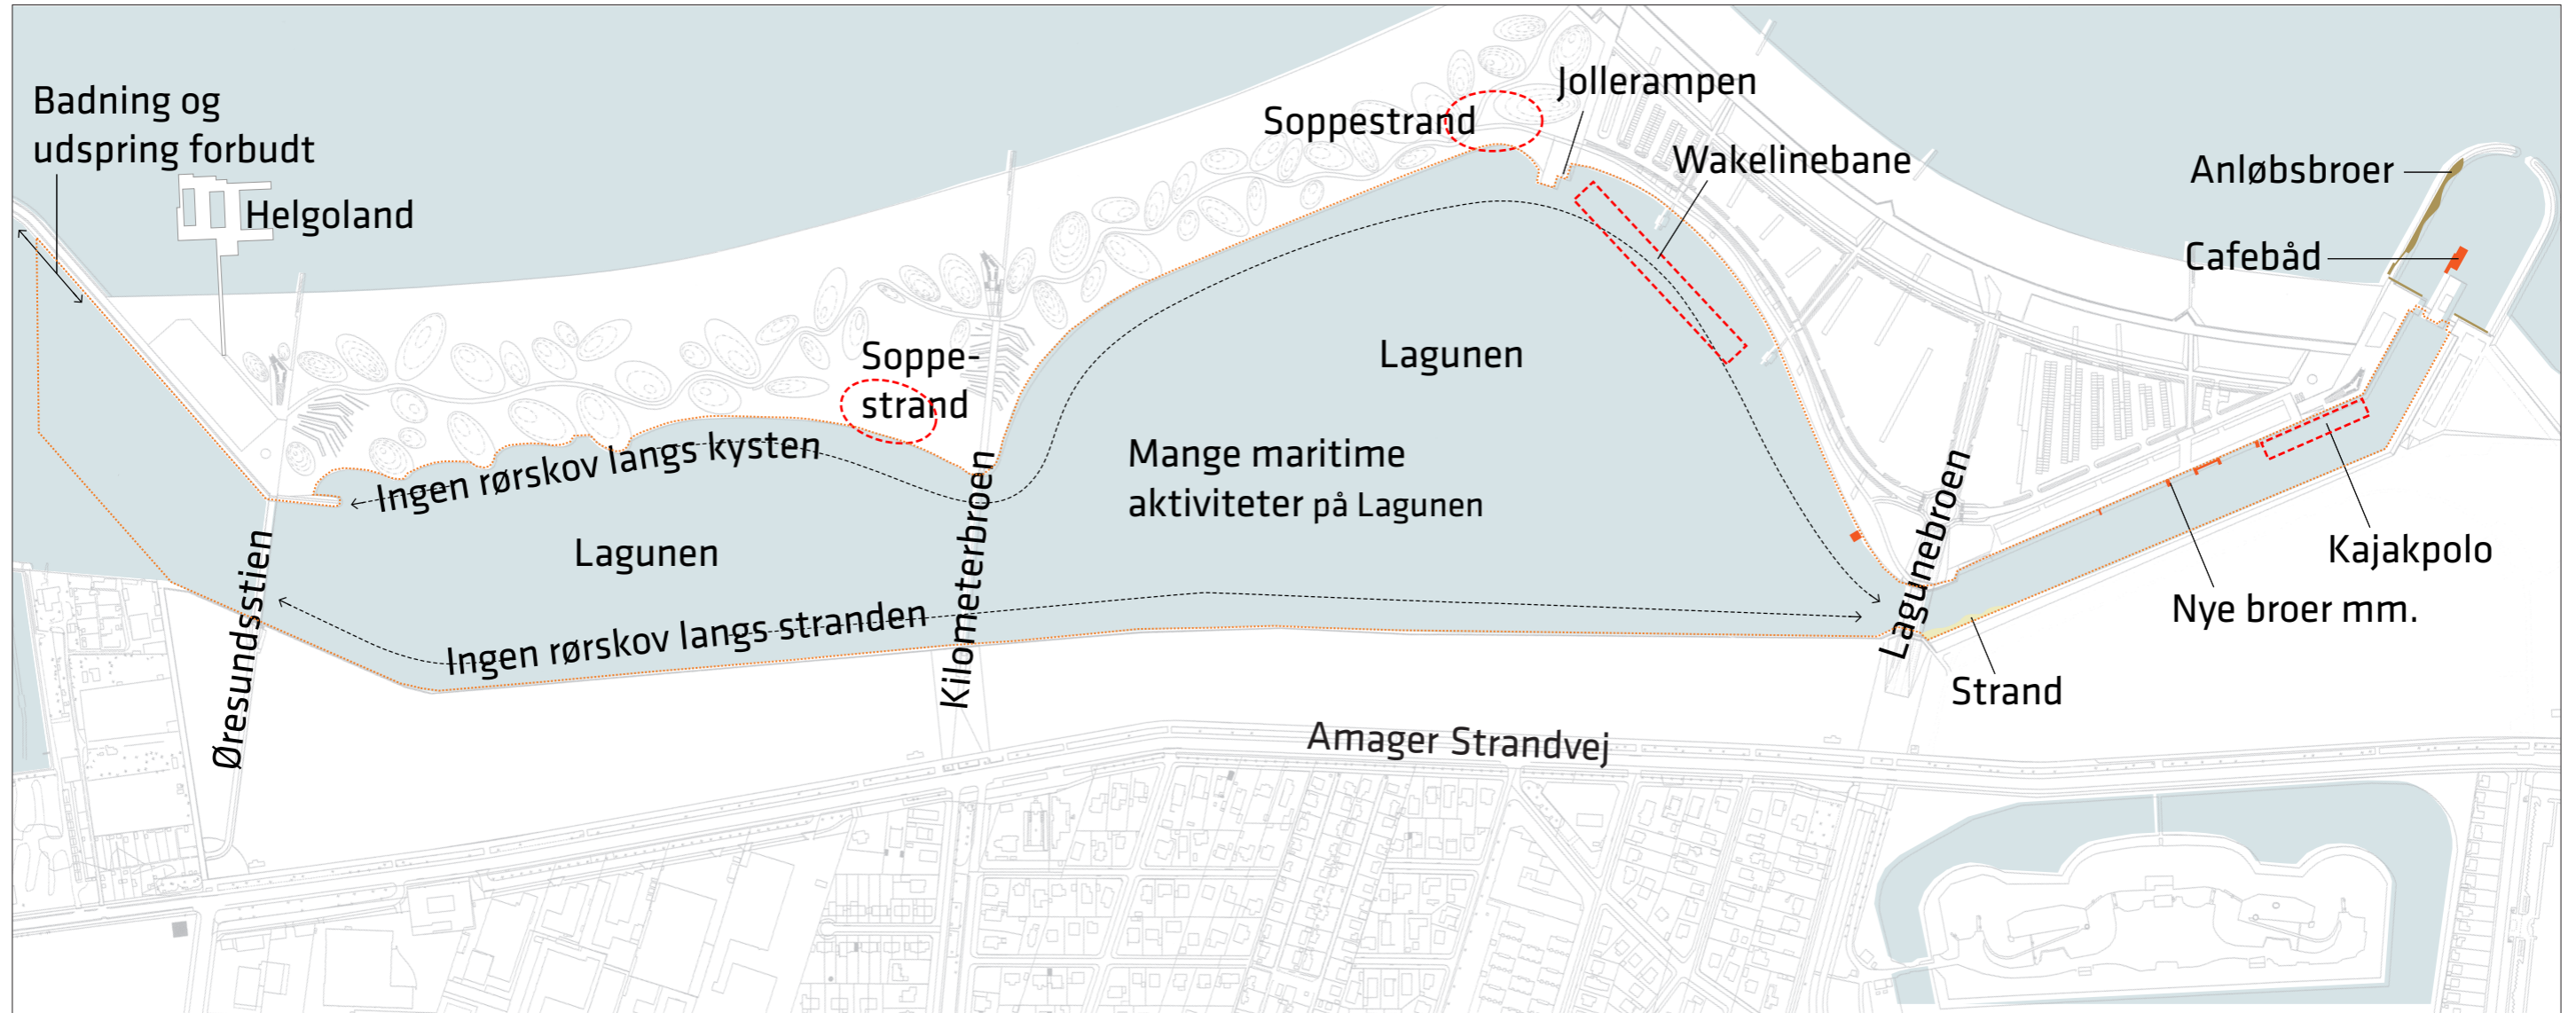 Badning og
udspring forbudt
Helgoland
Soppestrand
Jollerampen
Wakelinebane
Anløbsbroer
Cafebåd
Soppe-
strand
Lagunen
Ingen rørskov langs kysten
Mange maritime
aktiviteter på Lagunen
Lagunen
Ingen rørskov langs stranden
Øresundsstien
Kilometerbroen
Lagunebroen
Kajakpolo
Nye broer mm.
Strand
Amager Strandvej